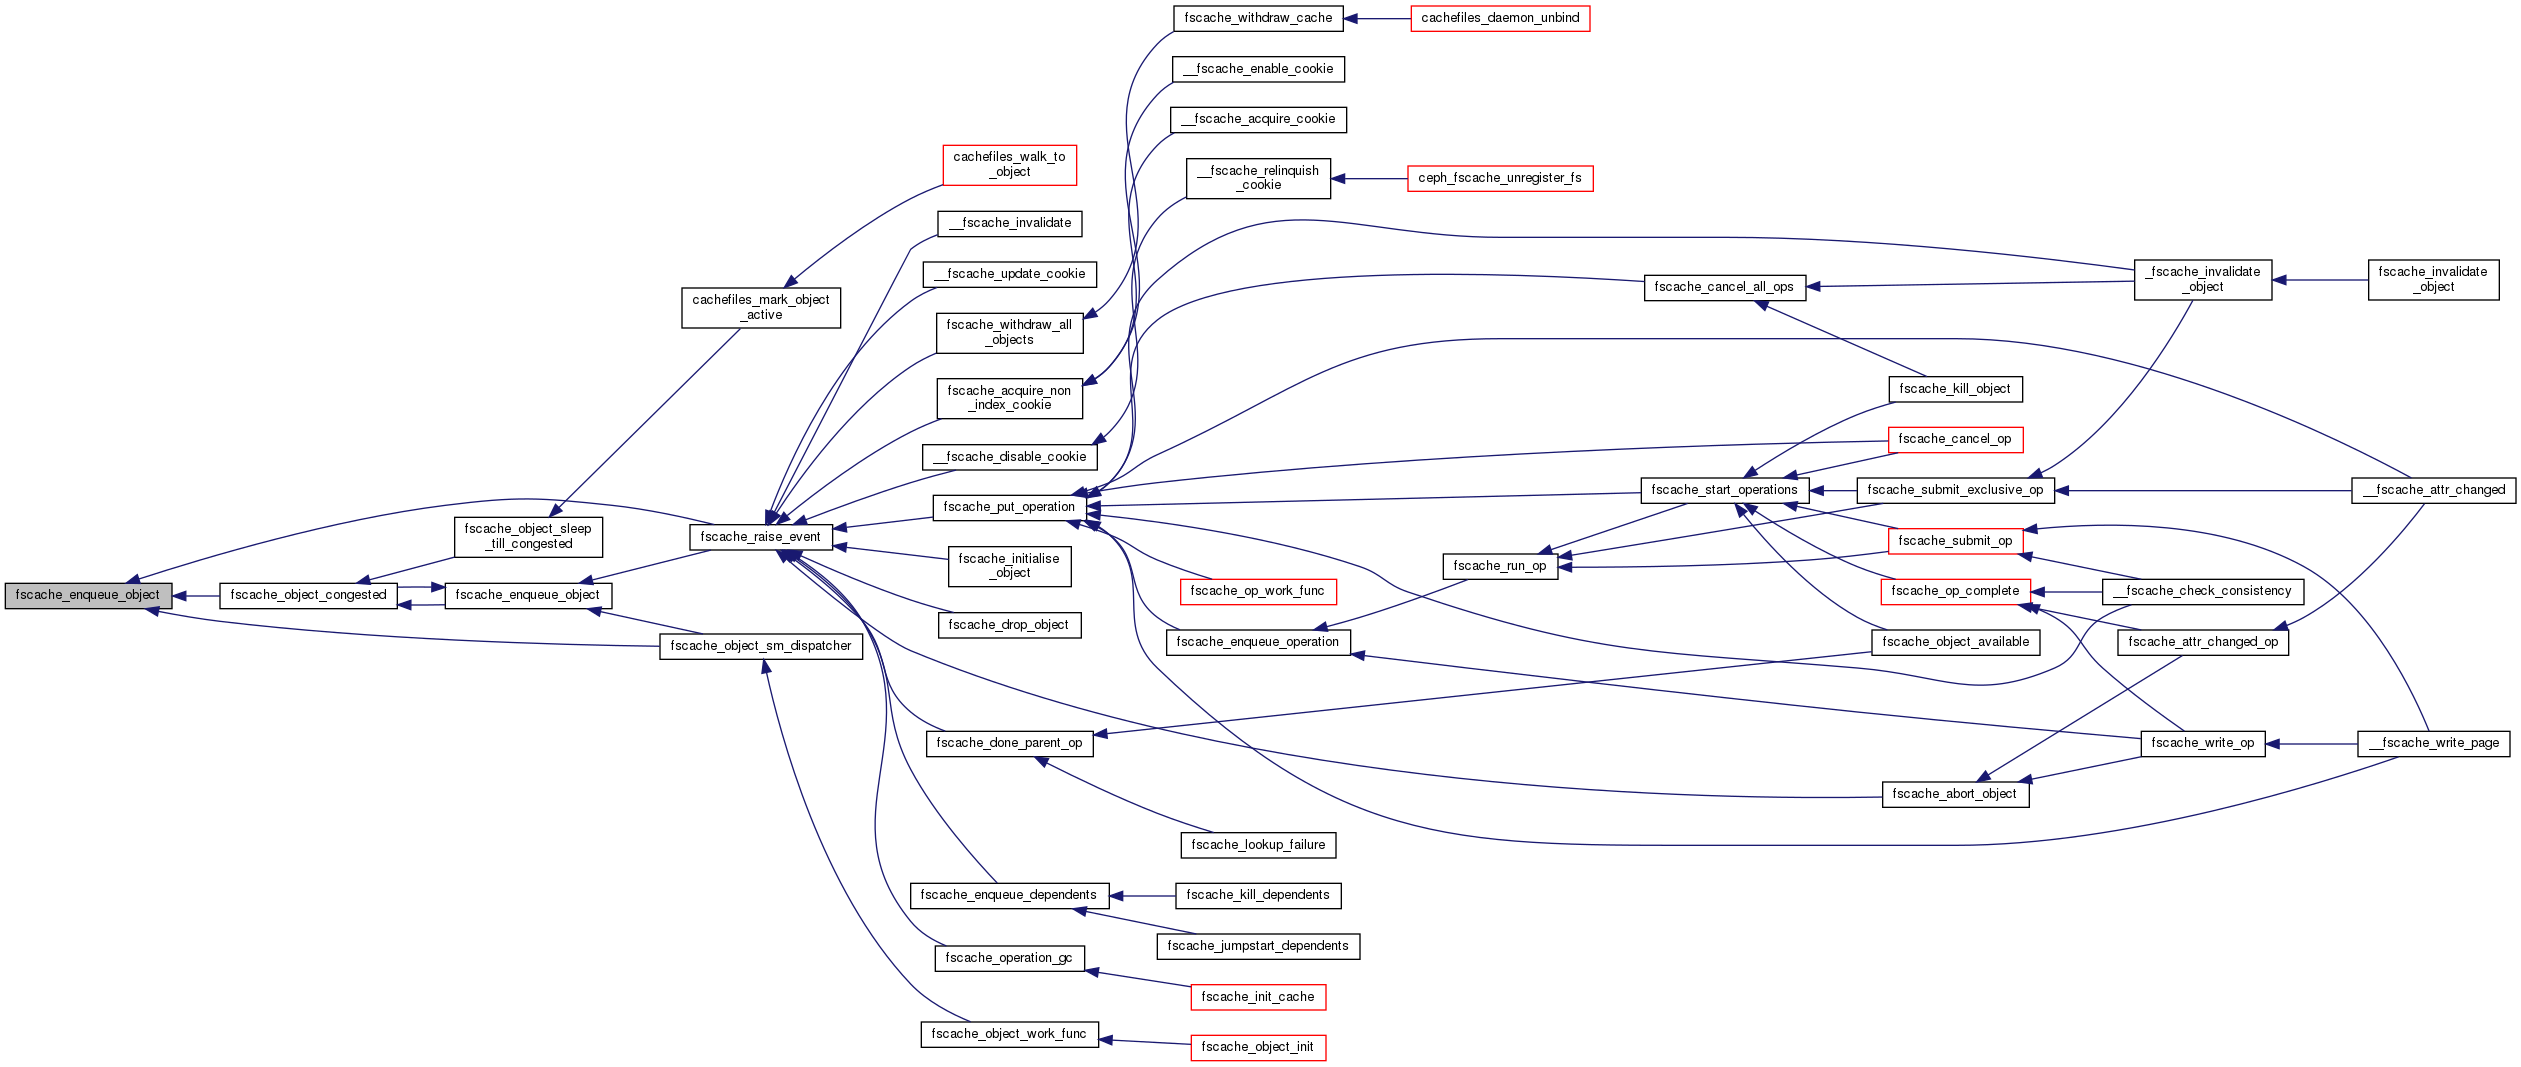 fscache_withdraw_cache
cachefiles_daemon_unbind
__fscache_enable_cookie
__fscache_acquire_cookie
cachefiles_walk_to
_object
__fscache_relinquish
_cookie
ceph_fscache_unregister_fs
__fscache_invalidate
__fscache_update_cookie
_fscache_invalidate
_object
fscache_invalidate
_object
fscache_cancel_all_ops
cachefiles_mark_object
_active
fscache_withdraw_all
_objects
fscache_acquire_non
_index_cookie
fscache_kill_object
fscache_cancel_op
__fscache_disable_cookie
fscache_start_operations
fscache_submit_exclusive_op
__fscache_attr_changed
fscache_put_operation
fscache_object_sleep
_till_congested
fscache_raise_event
fscache_submit_op
fscache_initialise
_object
fscache_run_op
fscache_enqueue_object
fscache_object_congested
fscache_enqueue_object
fscache_op_work_func
fscache_op_complete
__fscache_check_consistency
fscache_drop_object
fscache_object_sm_dispatcher
fscache_enqueue_operation
fscache_object_available
fscache_attr_changed_op
fscache_done_parent_op
fscache_write_op
__fscache_write_page
fscache_abort_object
fscache_lookup_failure
fscache_enqueue_dependents
fscache_kill_dependents
fscache_jumpstart_dependents
fscache_operation_gc
fscache_init_cache
fscache_object_work_func
fscache_object_init